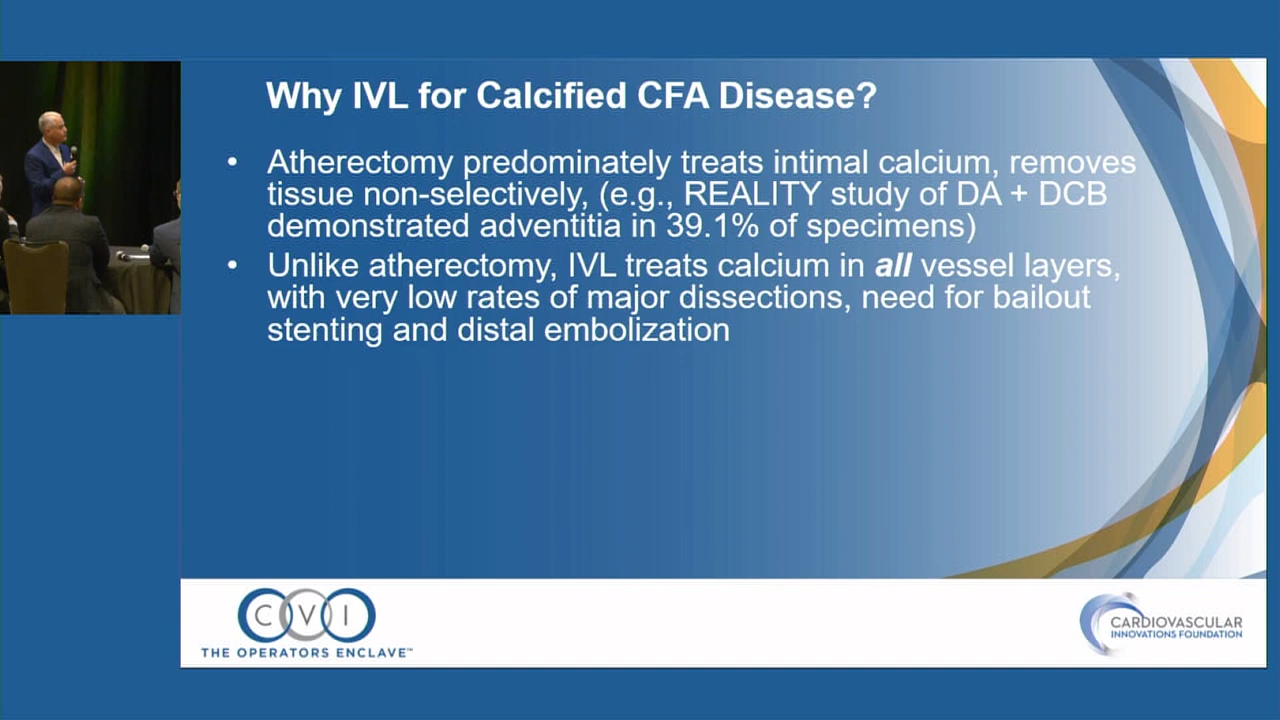 Why IVL for Calcified CFA Disease?
• Atherectomy predominately treats intimal calcium, removes
tissue non-selectively, (e.g., REALITY study of DA + DCB
demonstrated adventitia in 39.1% of specimens)
• Unlike atherectomy, IVL treats calcium in all vessel layers,
with very low rates of major dissections, need for bailout
stenting and distal embolization
CVI
THE OPERATORS ENCLAVE™
CARDIOVASCULAR
INNOVATIONS FOUNDATION